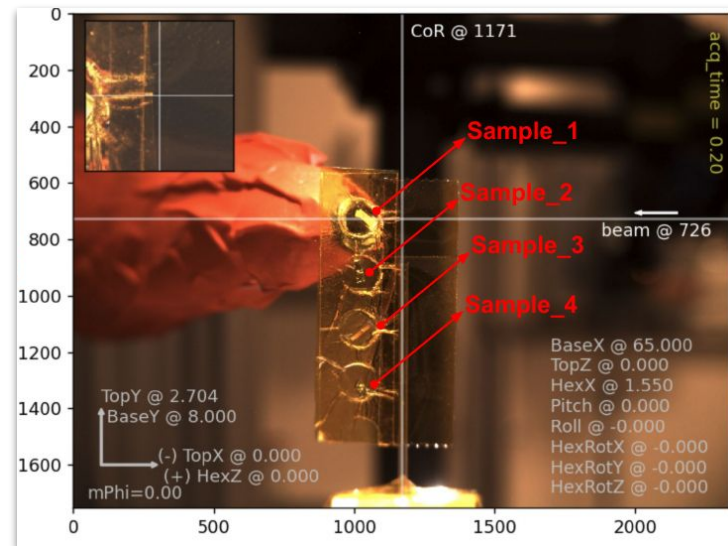 0
200
400
600
800
1000
1200
1400
1600
0
500
1000
1500
2000
CoR @ 1171
acq_time = 0.20
Sample_1
Sample_2
beam @ 726
Sample_3
Sample_4
BaseX @ 65.000
TopZ @ 0.000
HexX @ 1.550
Pitch @ 0.000
Roll @ -0.000
HexRotX @ -0.000
HexRotY @ -0.000
HexRotZ @ -0.000
TopY @ 2.704
BaseY @ 8.000
(-) TopX @ 0.000
(+) HexZ @ 0.000
mPhi=0.00